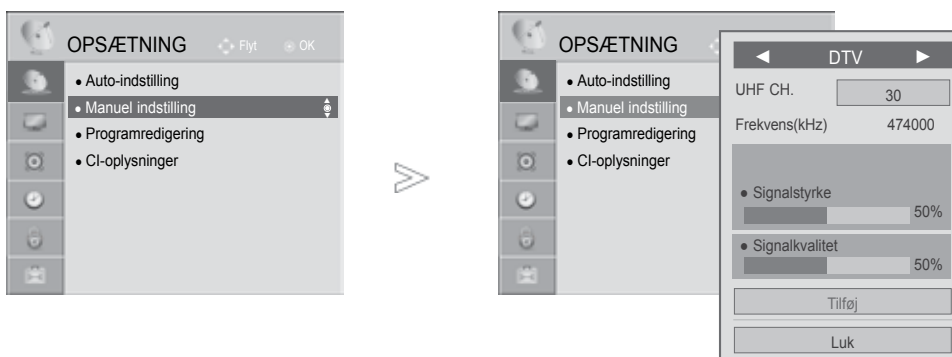 OPSÆTNING Flyt OK
• Auto-indstilling
• Manuel indstilling
• Programredigering
• CI-oplysninger
OPSÆTNING
• Auto-indstilling
• Manuel indstilling
• Programredigering
• CI-oplysninger
◄ DTV ►
UHF CH. 30
Frekvens(kHz) 474000
• Signalstyrke
50%
• Signalkvalitet
50%
Tilføj
Luk